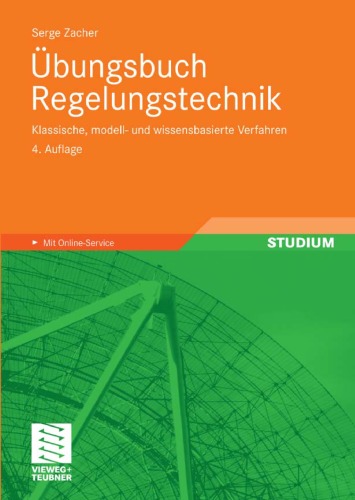 Serge Zacher
Übungsbuch
Regelungstechnik
Klassische, modell- und wissensbasierte Verfahren
4. Auflage
Mit Online-Service
STUDIUM
VIEWEG+
TEUBNER